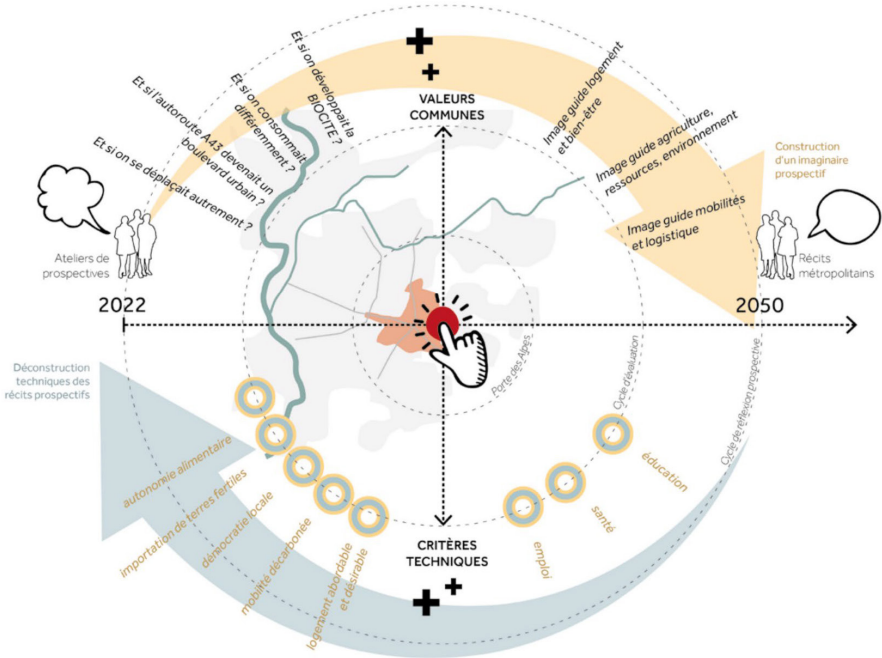 Et si on se déplaçait autrement ?
Et si l'autoroute A43 devenait un
boulevard urbain ?
Et si on consommait
différemment ?
Et si on développait la
BIOCITE ?
VALEURS
COMMUNES
Image guide logement
et bien-être
Image guide agriculture,
ressources, environnement
Image guide mobilités
et logistique
Construction
d'un imaginaire
prospectif
Ateliers de
prospectives
Récits
métropolitains
2022
2050
Porte des Alpes
Cycle d'évaluation
Cycle de réflexion prospective
Déconstruction
techniques des
récits prospectifs
autonomie alimentaire
importation de terres fertiles
démocratie locale
mobilité décarbonée
logement abordable
et désirable
CRITÈRES
TECHNIQUES
emploi
santé
éducation